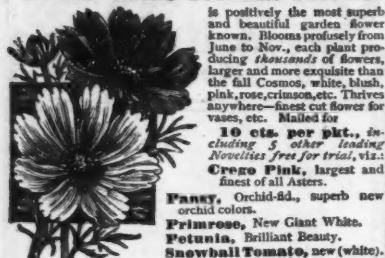 is positively the most superb
and beautiful garden flower
known. Blooms profusely from
June to Nov., each plant pro-
ducing thousands of flowers,
larger and more exquisite than
the fall Cosmos, white, blush,
pink, rose, crimson, etc. Thrives
anywhere—finest cut flower for
vases, etc. Mailed for
10 cts. per pkt., in-
cluding 5 other leading
Novelties free for trial, viz.:
Crego Pink, largest and
finest of all Asters.
Pansy, Orchid-fld., superb new
orchid colors.
Primrose, New Giant White.
Petunia, Brilliant Beauty.
Snowball Tomato, new (white).